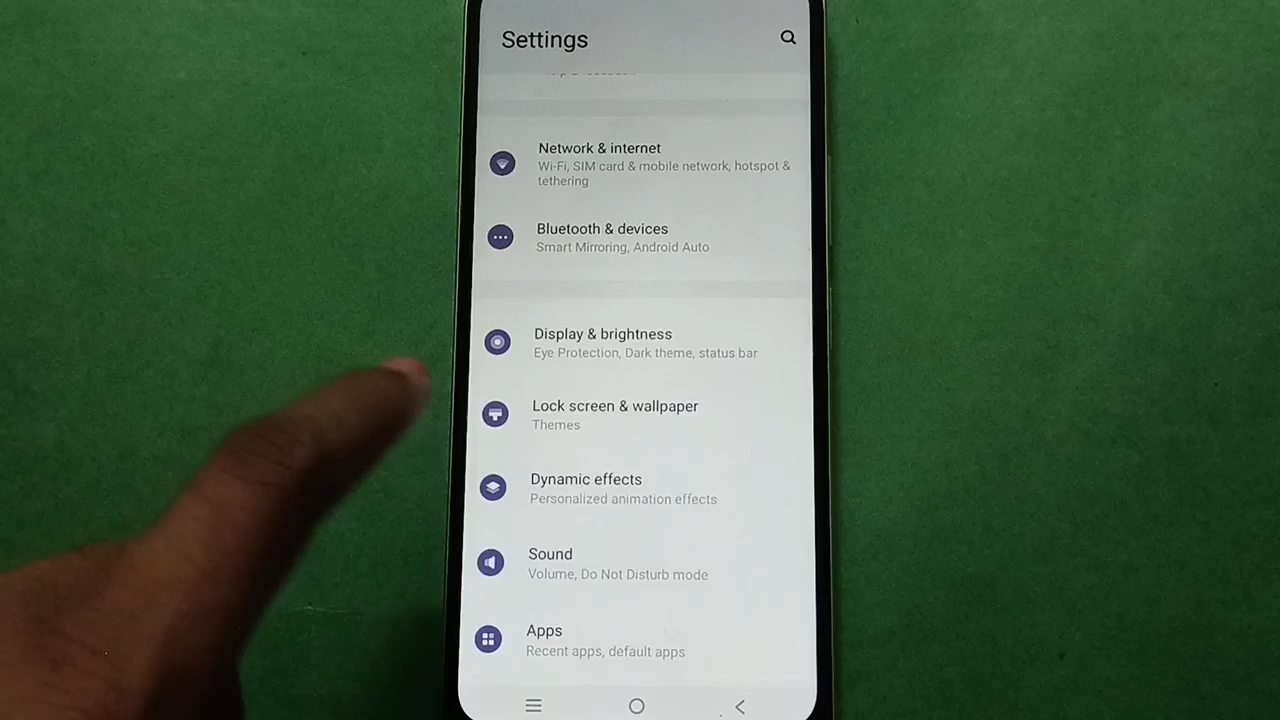 Settings
Network & internet
Wi-Fi, SIM card & mobile network, hotspot &
tethering
Bluetooth & devices
Smart Mirroring, Android Auto
Display & brightness
Eye Protection, Dark theme, status bar
Lock screen & wallpaper
Themes
Dynamic effects
Personalized animation effects
Sound
Volume, Do Not Disturb mode
Apps
Recent apps, default apps